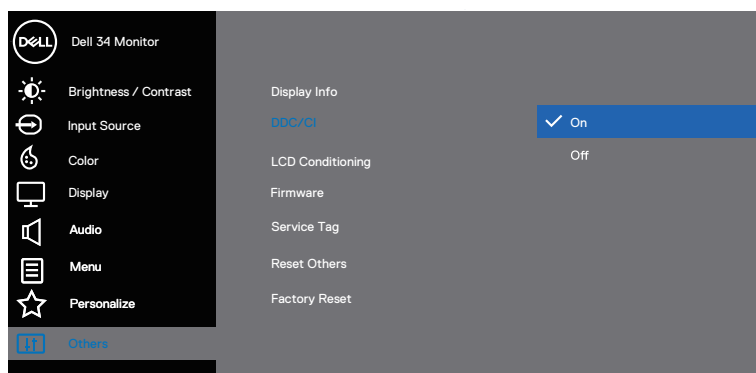 DELL
Dell 34 Monitor
Brightness / Contrast
Input Source
Color
Display
Audio
Menu
Personalize
Others
Display Info
DDC/CI
LCD Conditioning
Firmware
Service Tag
Reset Others
Factory Reset
On
Off